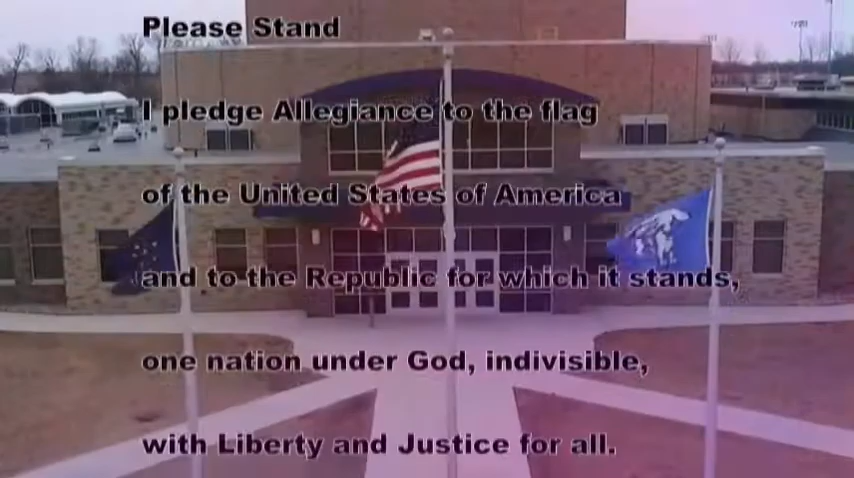 Please Stand
I pledge Allegiance to the flag
of the United States of America
and to the Republic for which it stands,
one nation under God, indivisible,
with Liberty and Justice for all.